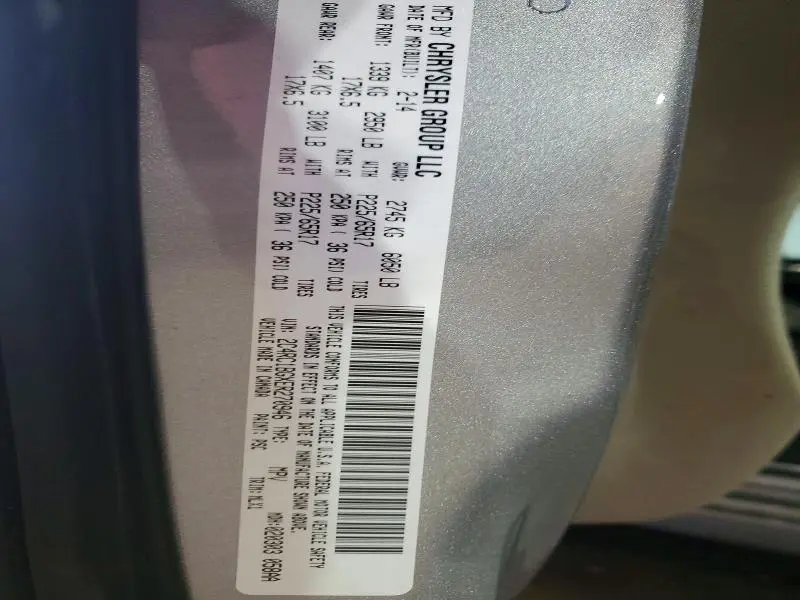 MFD BY CHRYSLER GROUP LLC
DATE OF MFR(BUILT): 2-14 GVWR: 2745 KG 6050 LB
GAWR FRONT: 1339 KG 2950 LB WITH P225/65R17 TIRES
17X6.5 RIMS AT 250 KPA ( 36 PSI) COLD
GAWR REAR: 1407 KG 3100 LB WITH P225/65R17 TIRES
17X6.5 RIMS AT 250 KPA ( 36 PSI) COLD
THIS VEHICLE CONFORMS TO ALL APPLICABLE U.S.A. FEDERAL MOTOR VEHICLE SAFETY
STANDARDS IN EFFECT ON THE DATE OF MANUFACTURE SHOWN ABOVE.
VIN: TYPE: MPV
VEHICLE MADE IN CANADA PAINT: PSC TRIM: